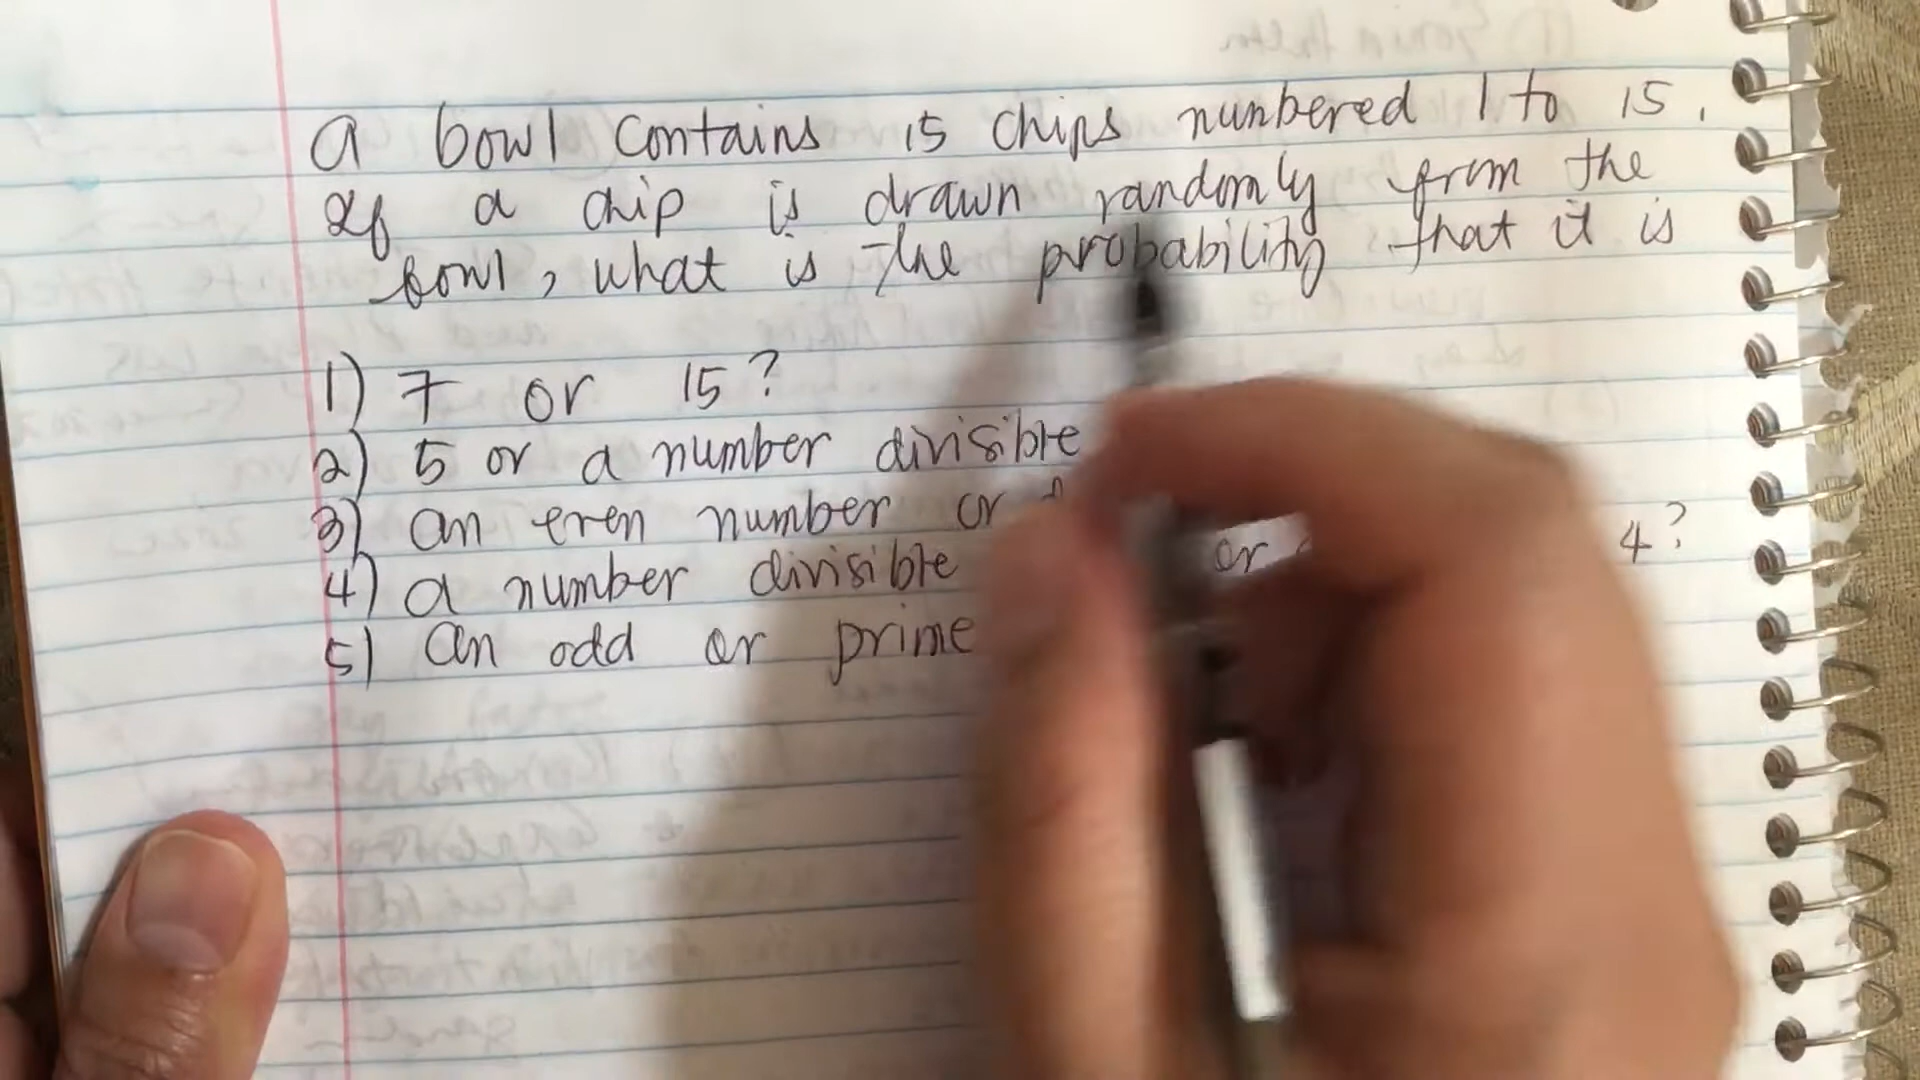 A bowl contains 15 chips numbered 1 to 15.
If a chip is drawn randomly from the
bowl, what is the probability that it is
1) 7 or 15?
2) 5 or a number divisible
3) an even number or
4) a number divisible or 4?
5) an odd or prime